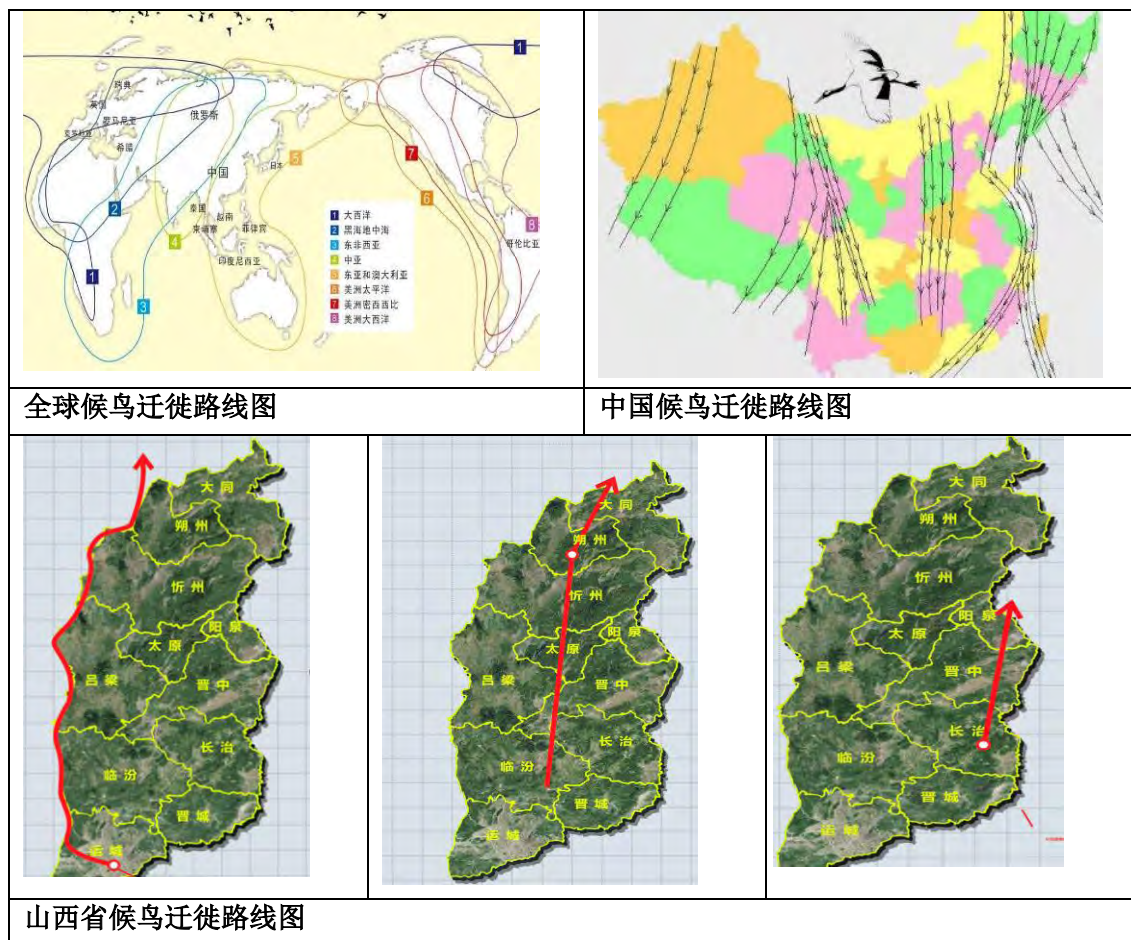 1
瑞典
英国
俄罗斯
罗马尼亚
克罗地亚
希腊
中国
日本
5
7
2
泰国
越南
6
4
柬埔寨
菲律宾
8
哥伦比亚
印度尼西亚
1
3
1 大西洋
2 黑海地中海
3 东非西亚
4 中亚
5 东亚和澳大利亚
6 美洲太平洋
7 美洲密西西比
8 美洲大西洋
全球候鸟迁徙路线图
中国候鸟迁徙路线图
大同
朔州
忻州
阳泉
太原
吕梁
晋中
长治
临汾
晋城
运城
大同
朔州
忻州
阳泉
太原
吕梁
晋中
长治
临汾
晋城
运城
大同
朔州
忻州
阳泉
太原
吕梁
晋中
长治
临汾
晋城
运城
山西省候鸟迁徙路线图